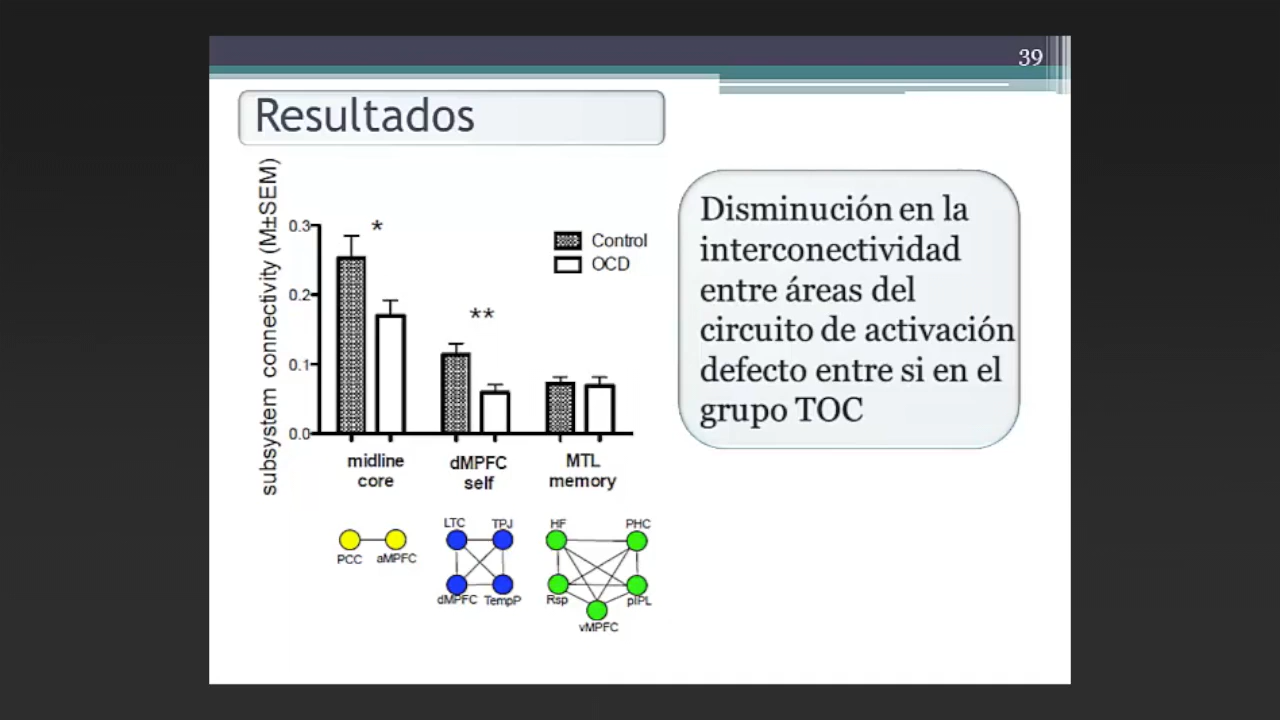 39
Resultados
subsystem connectivity (M±SEM)
0.3
0.2
0.1
0.0
*
**
Control
OCD
midline
core
dMPFC
self
MTL
memory
Disminución en la
interconectividad
entre áreas del
circuito de activación
defecto entre si en el
grupo TOC
PCC
aMPFC
LTC
TPJ
dMPFC
TempP
HF
PHC
Rsp
pIPL
vMPFC